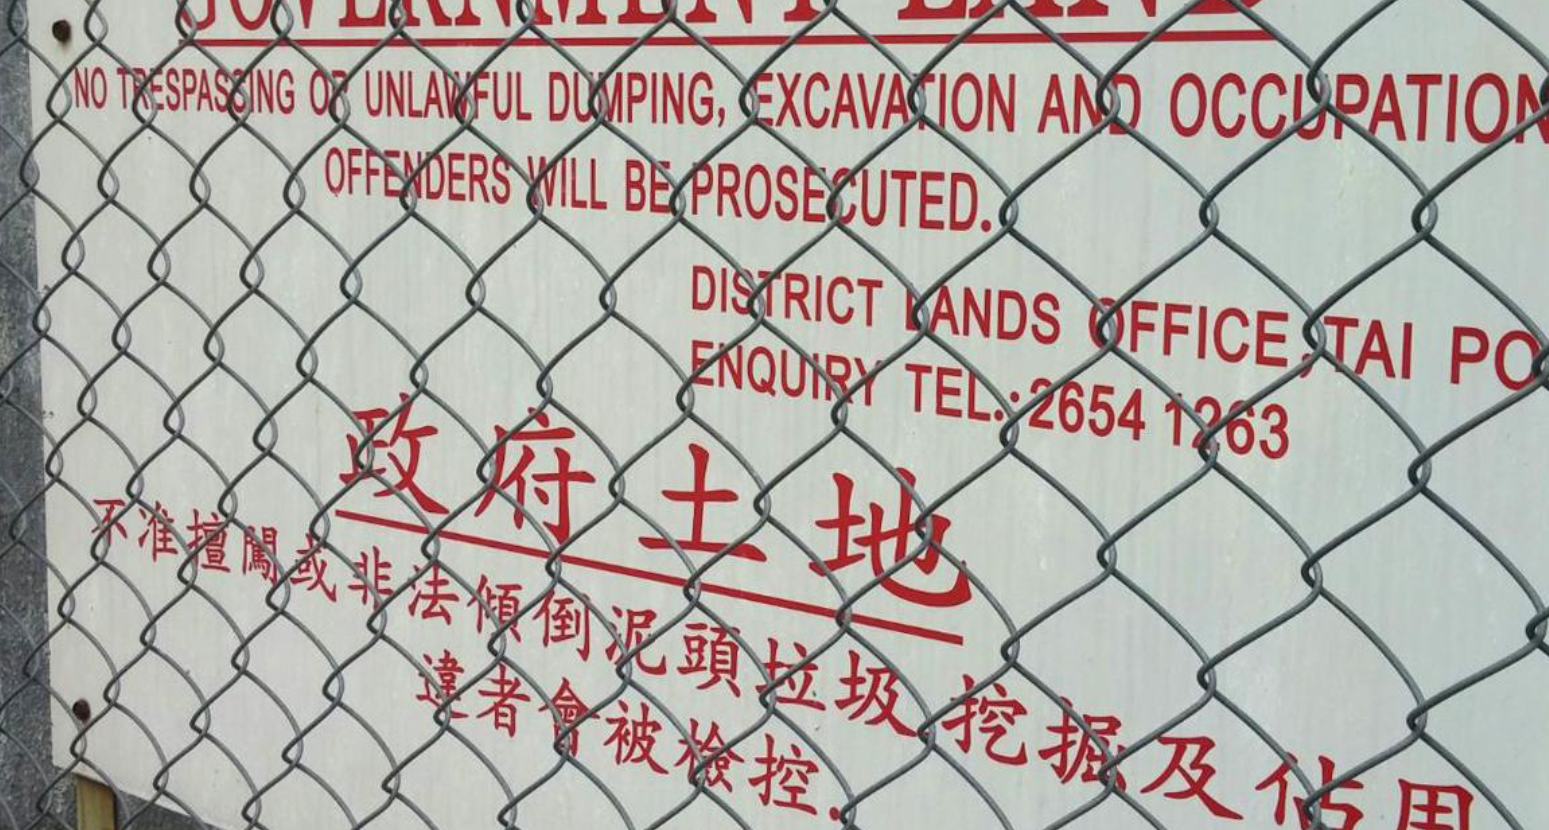 GOVERNMENT LAND
NO TRESPASSING OR UNLAWFUL DUMPING, EXCAVATION AND OCCUPATION
OFFENDERS WILL BE PROSECUTED.
DISTRICT LANDS OFFICE, TAI PO
ENQUIRY TEL.: 2654 1263
政府土地
不准擅闖或非法傾倒泥頭垃圾 挖掘及佔用
違者會被檢控.